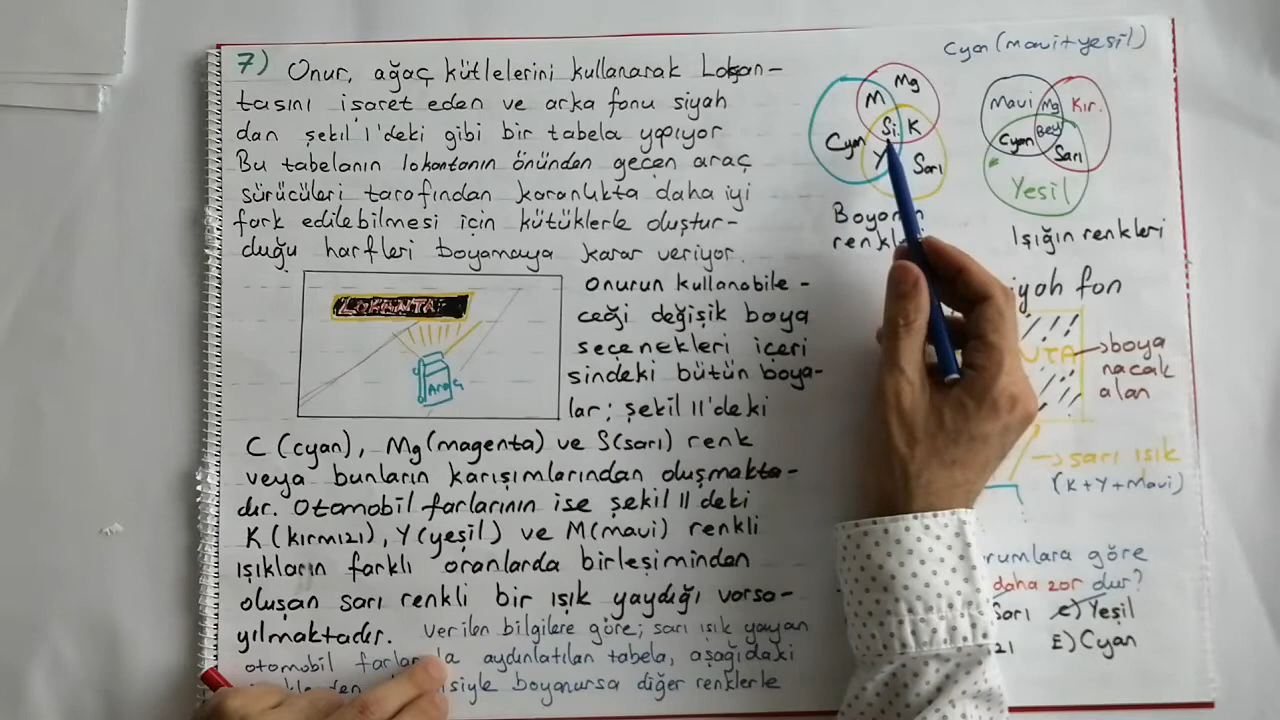 7) Onur, ağaç kütlelerini kullanarak Lokan-
tasını işaret eden ve arka fonu siyah
dan şekil 1'deki gibi bir tabela yapıyor
Bu tabelanın lokantanın önünden geçen araç
sürücüleri tarafından karanlıkta daha iyi
fark edilebilmesi için kütüklerle oluştur-
duğu harfleri boyamaya karar veriyor.
LOKANTA
Araç
Onurun kullanabile-
ceği değişik boya
seçenekleri içeri
sindeki bütün boya-
lar; şekil II'deki
C (cyan), Mg(magenta) ve S(sarı) renk
veya bunların karışımlarından oluşmakta-
dır. Otomobil farlarının ise şekil II deki
K (kırmızı), Y(yeşil) ve M(mavi) renkli
ışıkların farklı oranlarda birleşiminden
oluşan sarı renkli bir ışık yaydığı varsa-
yılmaktadır. Verilen bilgilere göre; sarı ışık yayan
otomobil aydınlatılan tabela, aşağıdaki
boyanırsa diğer renklerle
Cyan (mavi+yeşil)
Mg
M
Si. K
Cyan
Y
Sarı
Boyanın
renkleri
Mavi Mg Kır.
Bey
Cyan
Sarı
Yeşil
Işığın renkleri
fon
boya
nacak
alan
sarı ışık
(K+Y+Mavi)
göre
daha zor dur?
Sarı C) Yeşil
E) Cyan